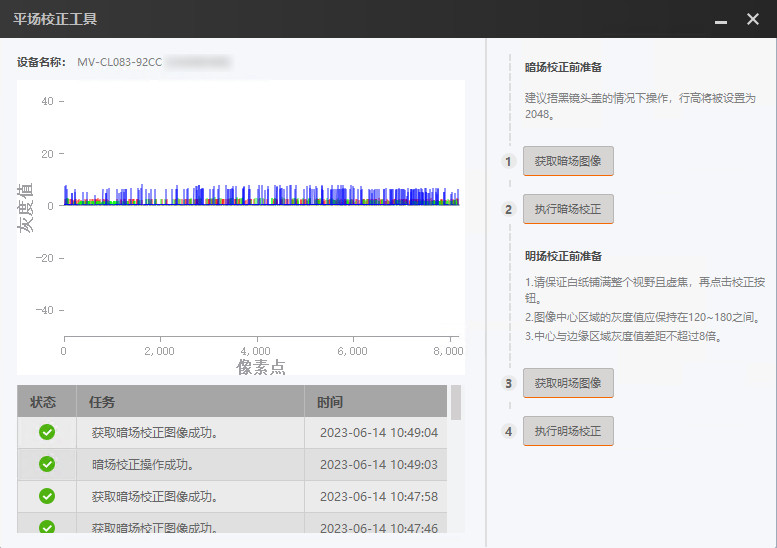 平场校正工具
设备名称： MV-CL083-92CC
40
20
0
-20
-40
灰度值
0 2,000 4,000 6,000 8,000
像素点
状态 任务 时间
获取暗场校正图像成功。 2023-06-14 10:49:04
暗场校正操作成功。 2023-06-14 10:49:03
获取暗场校正图像成功。 2023-06-14 10:47:58
获取暗场校正图像成功。 2023-06-14 10:47:46
暗场校正前准备
建议捂黑镜头盖的情况下操作，行高将被设置为
2048。
1 获取暗场图像
2 执行暗场校正
明场校正前准备
1.请保证白纸铺满整个视野且虚焦，再点击校正按
钮。
2.图像中心区域的灰度值应保持在120~180之间。
3.中心与边缘区域灰度值差距不超过8倍。
3 获取明场图像
4 执行明场校正